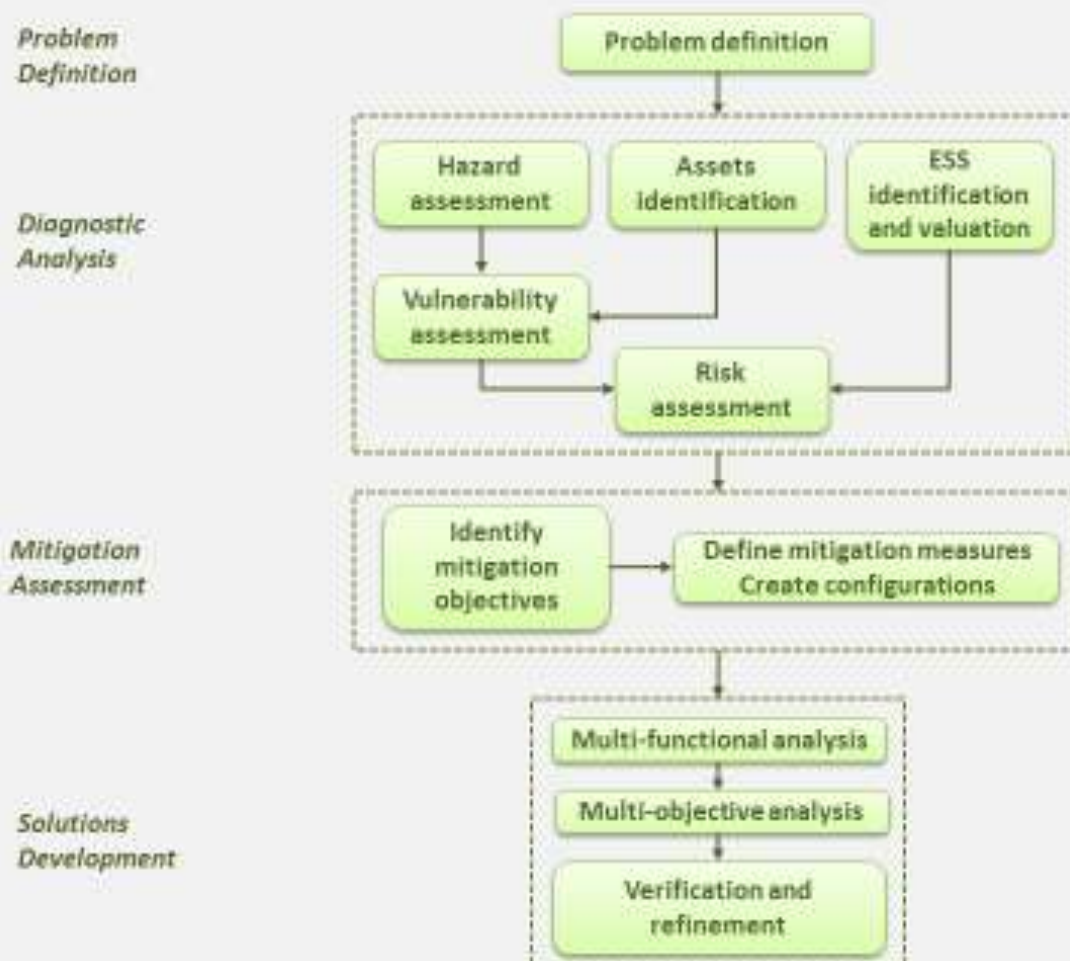 Problem
Definition
Problem definition
Diagnostic
Analysis
Hazard
assessment
Assets
identification
ESS
identification
and valuation
Vulnerability
assessment
Risk
assessment
Mitigation
Assessment
Identify
mitigation
objectives
Define mitigation measures
Create configurations
Solutions
Development
Multi-functional analysis
Multi-objective analysis
Verification and
refinement